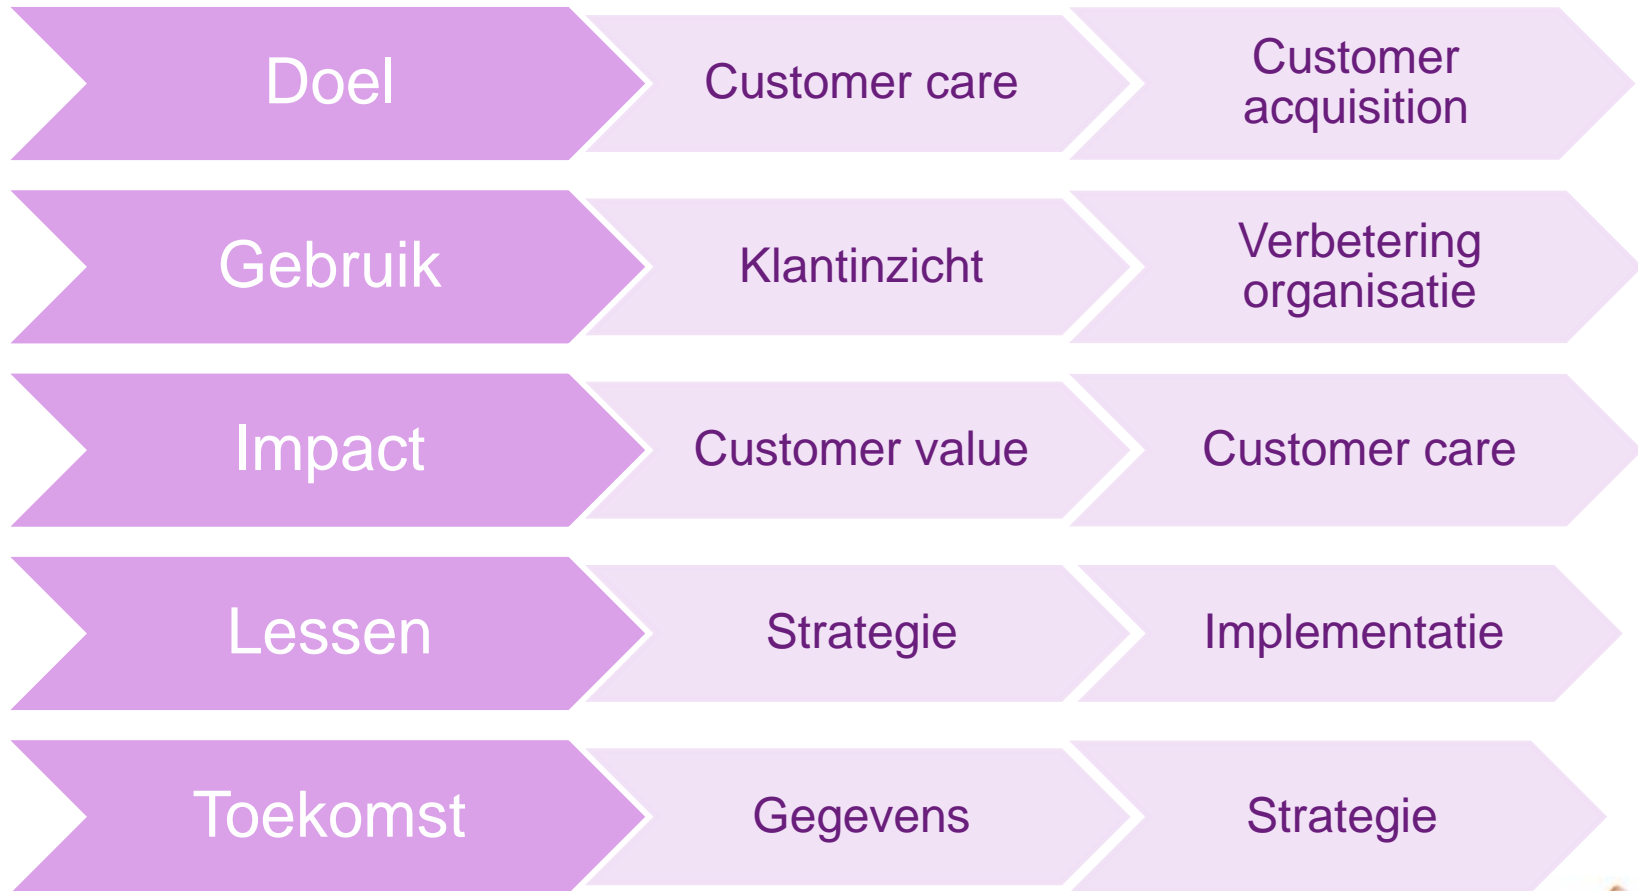 Doel
Customer care
Customer
acquisition
Gebruik
Klantinzicht
Verbetering
organisatie
Impact
Customer value
Customer care
Lessen
Strategie
Implementatie
Toekomst
Gegevens
Strategie